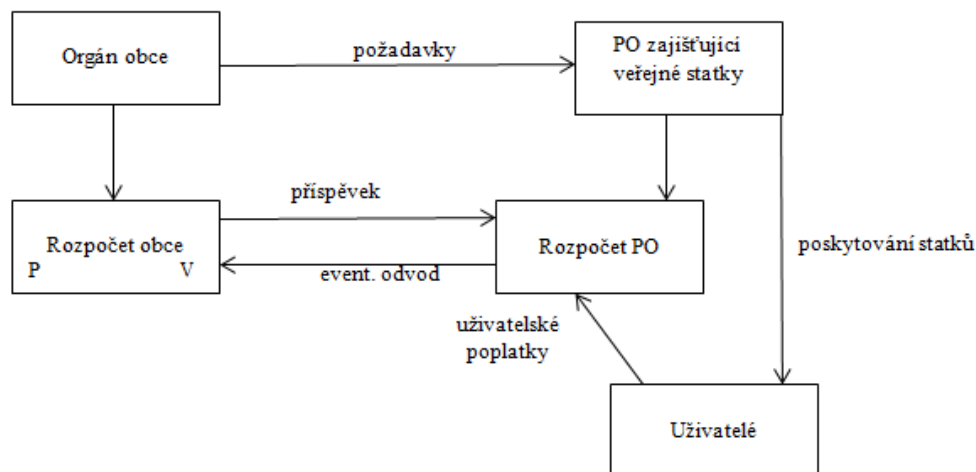 Orgán obce
požadavky
PO zajišťující
veřejné statky
příspěvek
Rozpočet obce
P V
Rozpočet PO
poskytování statků
event. odvod
uživatelské
poplatky
Uživatelé